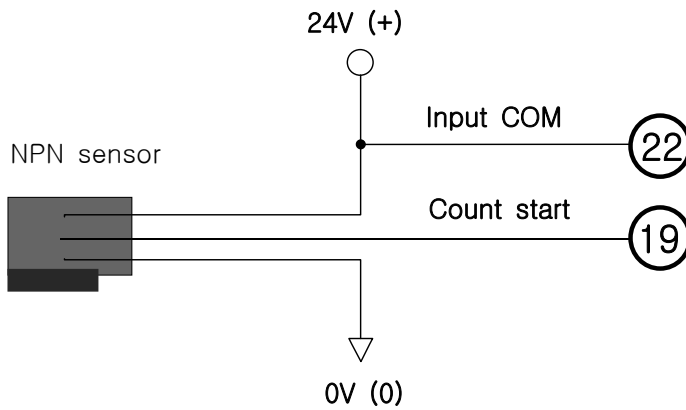 24V (+)
Input COM
22
NPN sensor
Count start
19
0V (0)